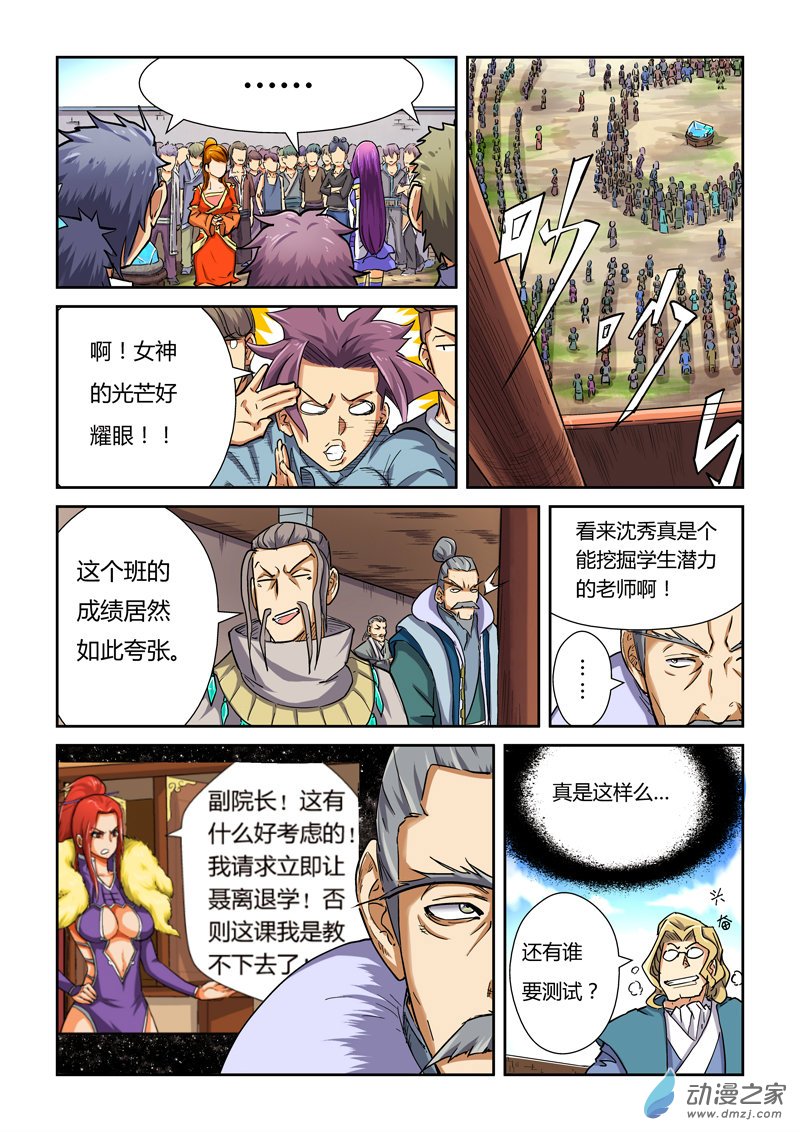 ······
吹
吹
啊！女神
的光芒好
耀眼！！
这个班的
成绩居然
如此夸张。
看来沈秀真是个
能挖掘学生潜力
的老师啊！
……
副院长！这有
什么好考虑的！
我请求立即让
聂离退学！否
则这课我是教
不下去了！
真是这样么…
还有谁
要测试？
动漫之家
www.dmzj.com